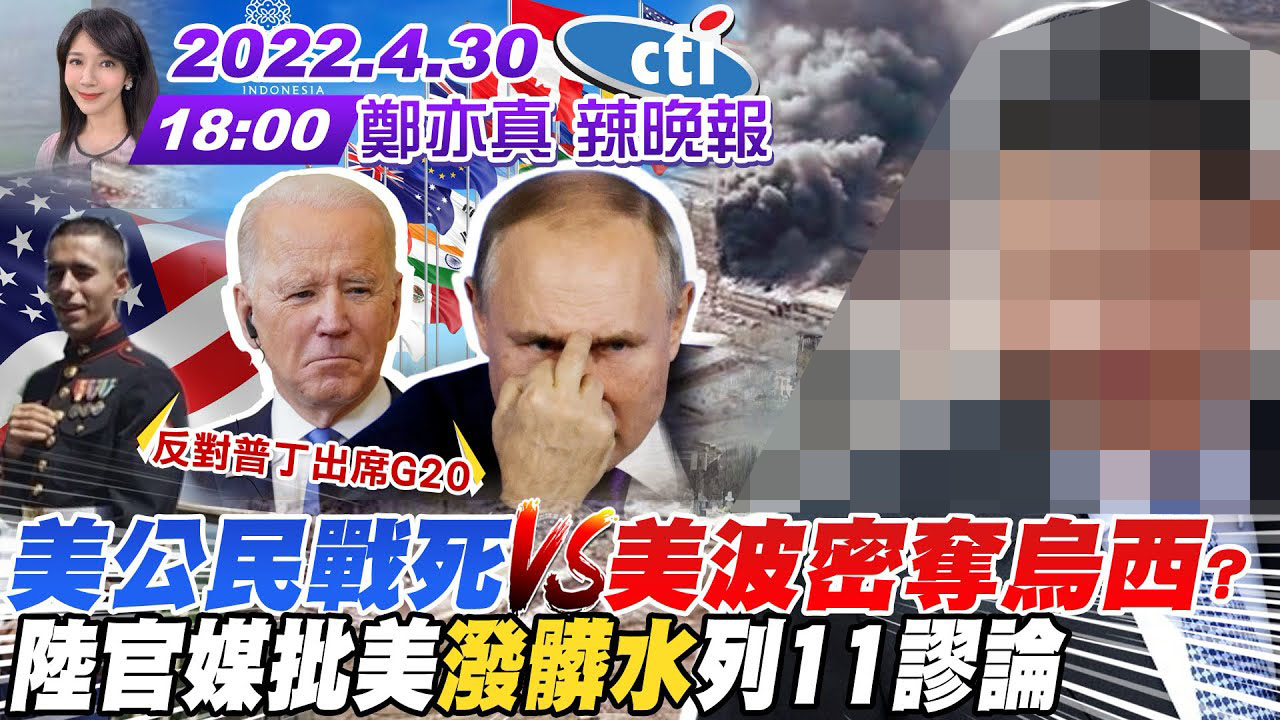 2022.4.30
cti
INDONESIA
18:00 鄭亦真 辣晚報
反對普丁出席G20
美公民戰死VS美波密奪烏西?
陸官媒批美潑髒水列11謬論